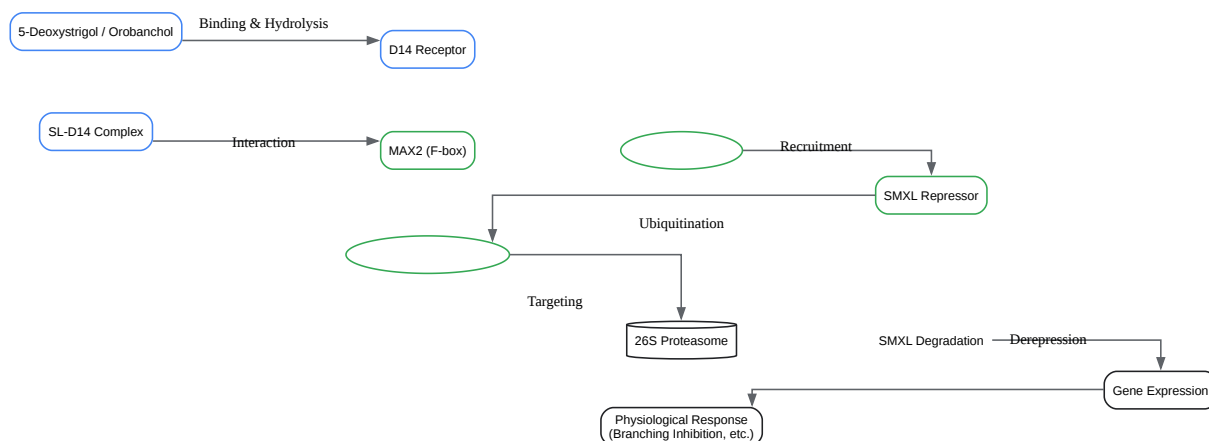 5-Deoxystrigol / Orobanchol
Binding & Hydrolysis
D14 Receptor
SL-D14 Complex
Interaction
MAX2 (F-box)
Recruitment
SMXL Repressor
Ubiquitination
Targeting
26S Proteasome
SMXL Degradation
Derepression
Gene Expression
Physiological Response
(Branching Inhibition, etc.)